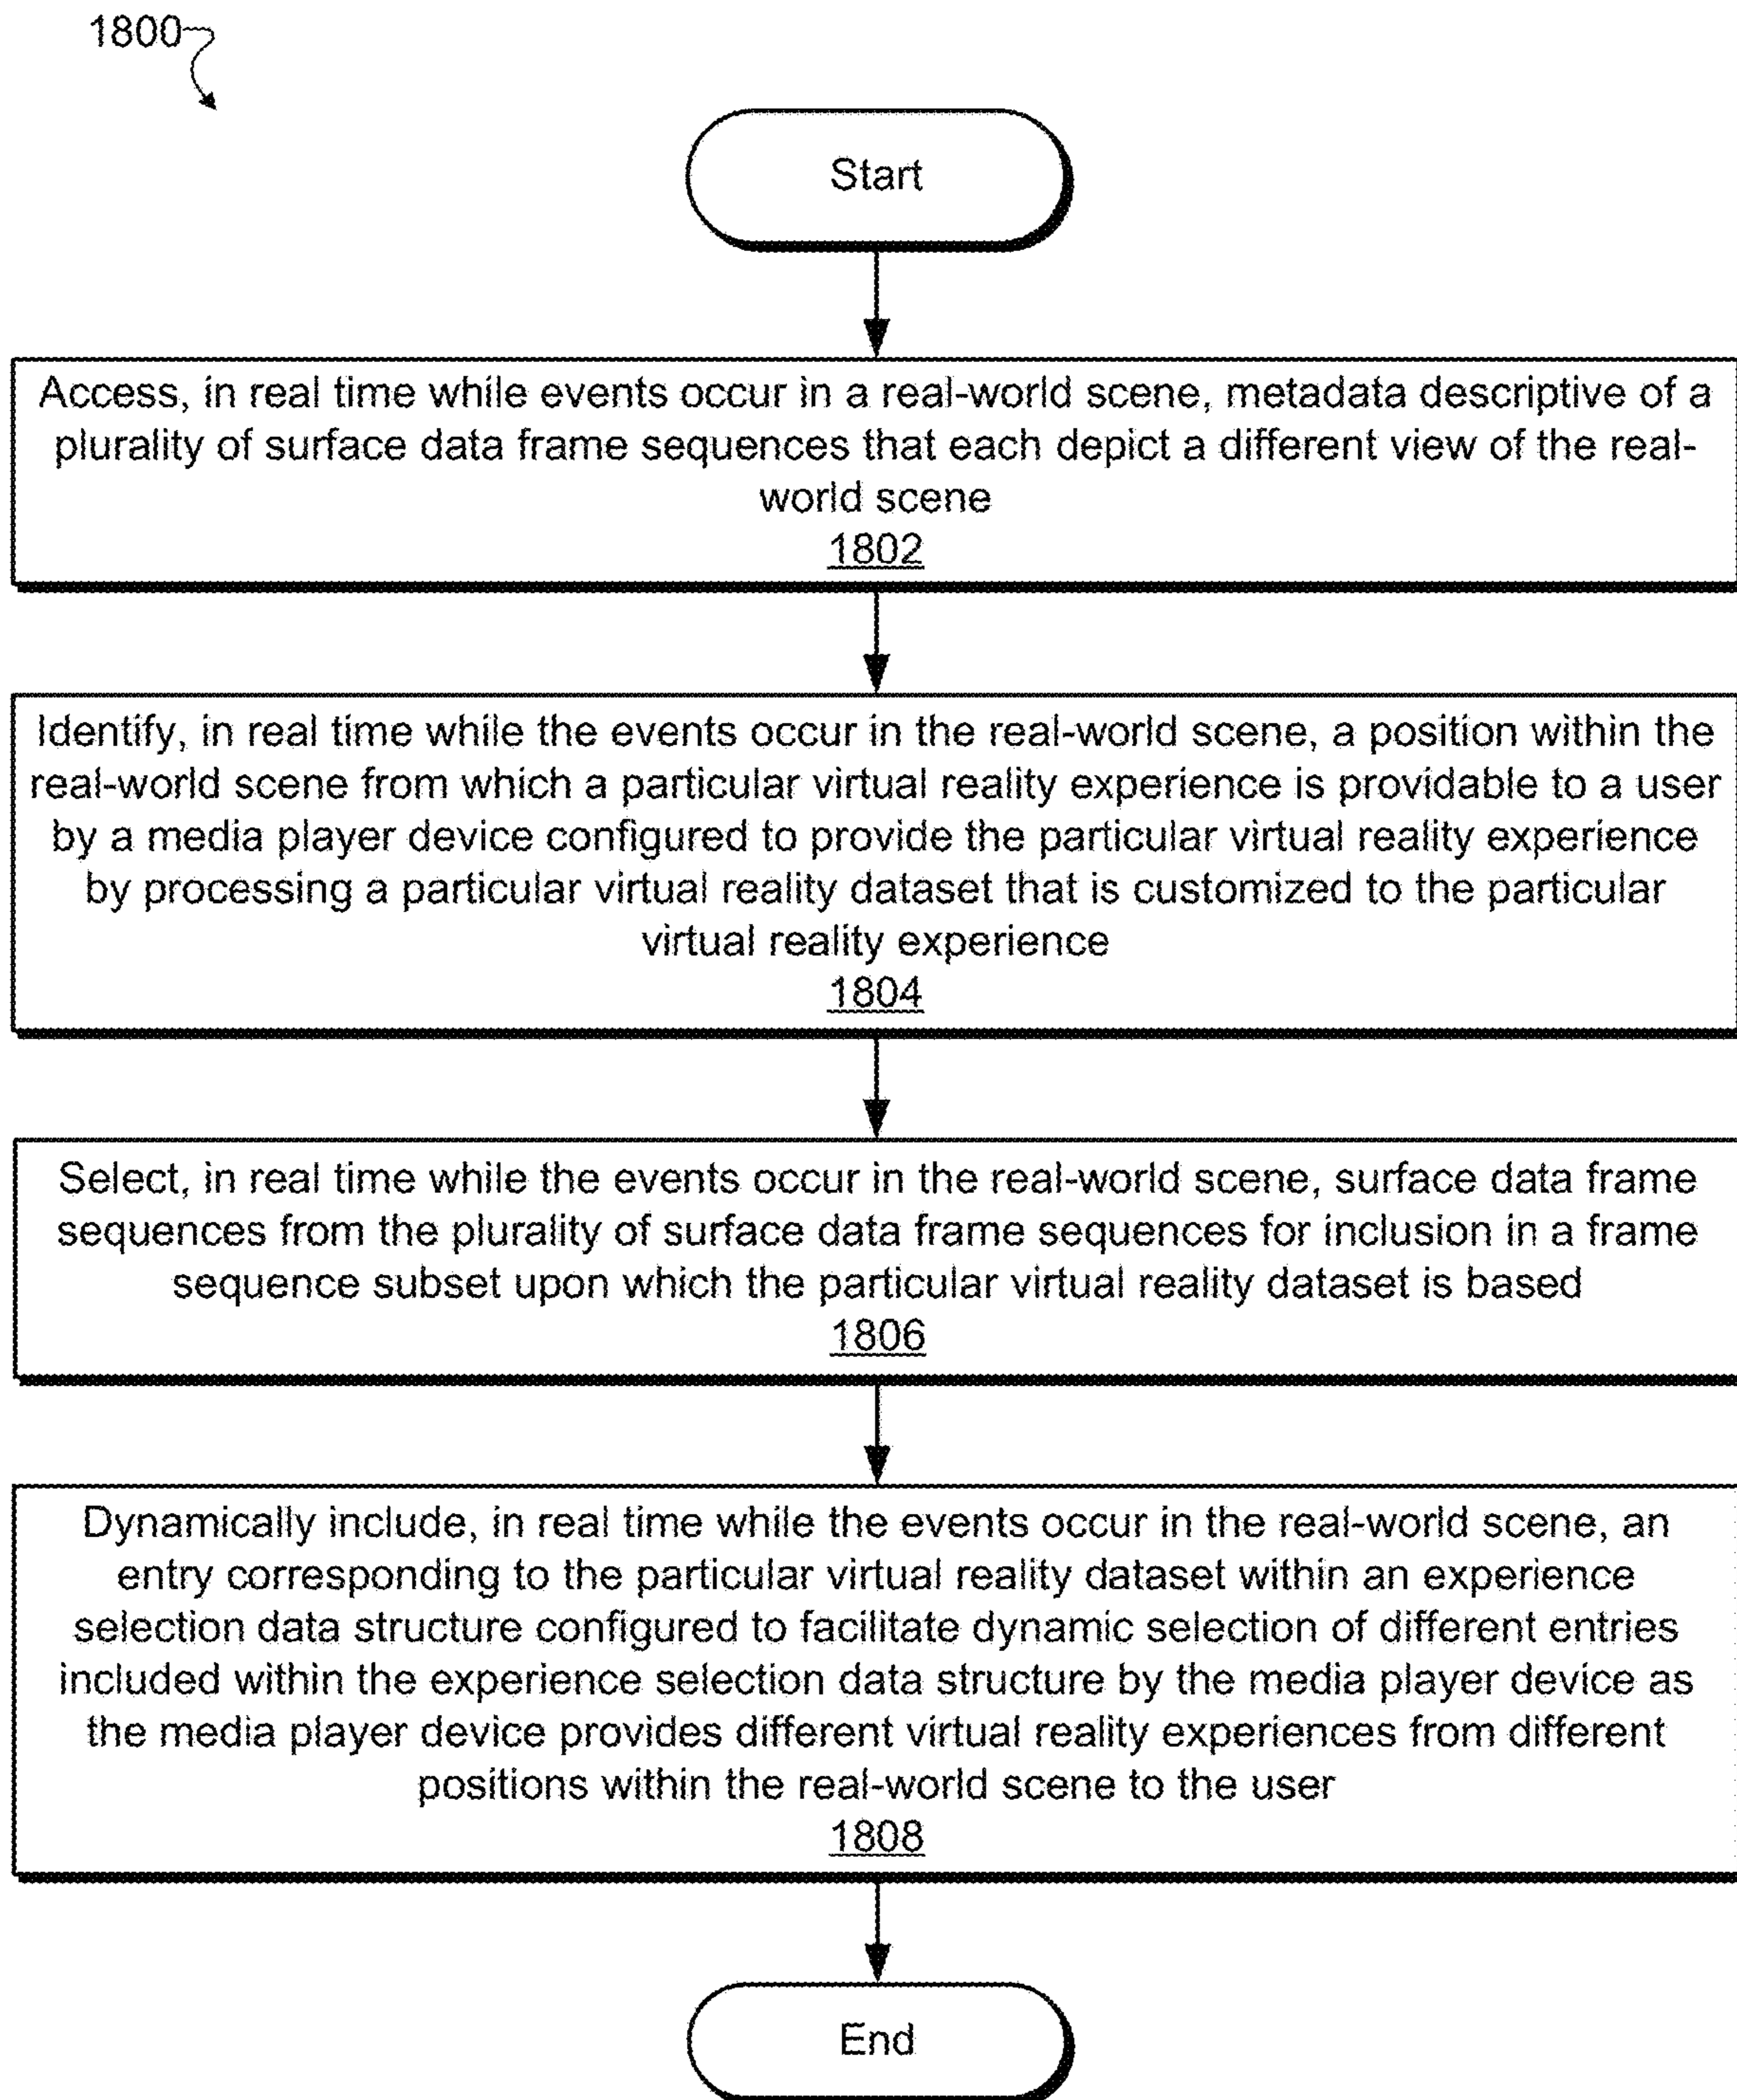 1800
Start
Access, in real time while events occur in a real-world scene, metadata descriptive of a
plurality of surface data frame sequences that each depict a different view of the real-
world scene
1802
Identify, in real time while the events occur in the real-world scene, a position within the
real-world scene from which a particular virtual reality experience is providable to a user
by a media player device configured to provide the particular virtual reality experience
by processing a particular virtual reality dataset that is customized to the particular
virtual reality experience
1804
Select, in real time while the events occur in the real-world scene, surface data frame
sequences from the plurality of surface data frame sequences for inclusion in a frame
sequence subset upon which the particular virtual reality dataset is based
1806
Dynamically include, in real time while the events occur in the real-world scene, an
entry corresponding to the particular virtual reality dataset within an experience
selection data structure configured to facilitate dynamic selection of different entries
included within the experience selection data structure by the media player device as
the media player device provides different virtual reality experiences from different
positions within the real-world scene to the user
1808
End